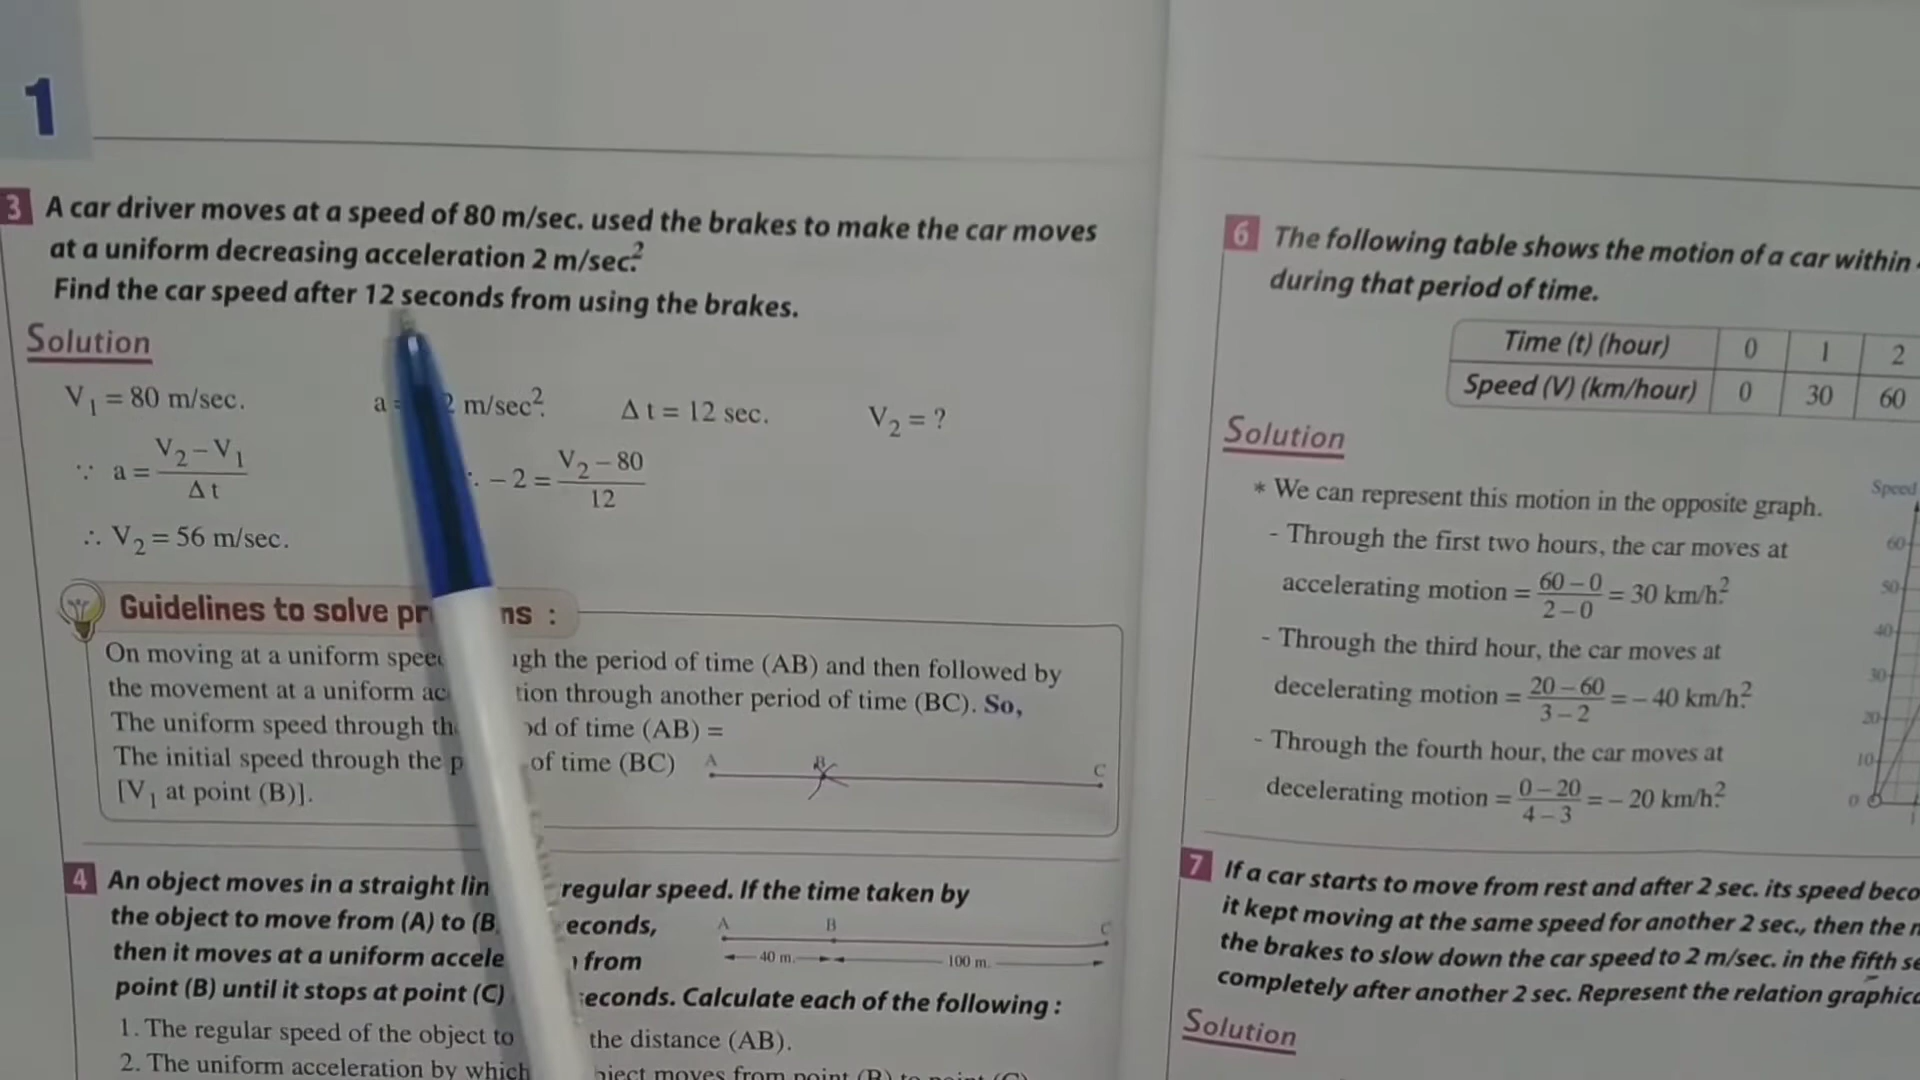 1
3 A car driver moves at a speed of 80 m/sec. used the brakes to make the car moves
at a uniform decreasing acceleration 2 m/sec.²
Find the car speed after 12 seconds from using the brakes.
Solution
V₁ = 80 m/sec. a = 2 m/sec². Δt = 12 sec. V₂ = ?
∵ a = (V₂ – V₁)/Δt – 2 = (V₂ – 80)/12
∴ V₂ = 56 m/sec.
Guidelines to solve pr ns :
On moving at a uniform the period of time (AB) and then followed by
the movement at a uniform through another period of time (BC). So,
The uniform speed through of time (AB) =
The initial speed through the of time (BC) A B C
[V₁ at point (B)].
4 An object moves in a straight regular speed. If the time taken by
the object to move from (A) to (B
A B C
then it moves at a uniform from
40 m. 100 m.
point (B) until it stops at point (C) Calculate each of the following :
1. The regular speed of the object to the distance (AB).
2. The uniform acceleration by which moves from point (B) to point (C)
6 The following table shows the motion of a car within
during that period of time.
Time (t) (hour) 0 1 2
Speed (V) (km/hour) 0 30 60
Solution
* We can represent this motion in the opposite graph.
- Through the first two hours, the car moves at
accelerating motion = (60 – 0)/(2 – 0) = 30 km/h².
- Through the third hour, the car moves at
decelerating motion = (20 – 60)/(3 – 2) = – 40 km/h².
- Through the fourth hour, the car moves at
decelerating motion = (0 – 20)/(4 – 3) = – 20 km/h².
Speed
60
50
40
30
20
10
0
7 If a car starts to move from rest and after 2 sec. its speed
it kept moving at the same speed for another 2 sec., then the
the brakes to slow down the car speed to 2 m/sec. in the fifth
completely after another 2 sec. Represent the relation
Solution